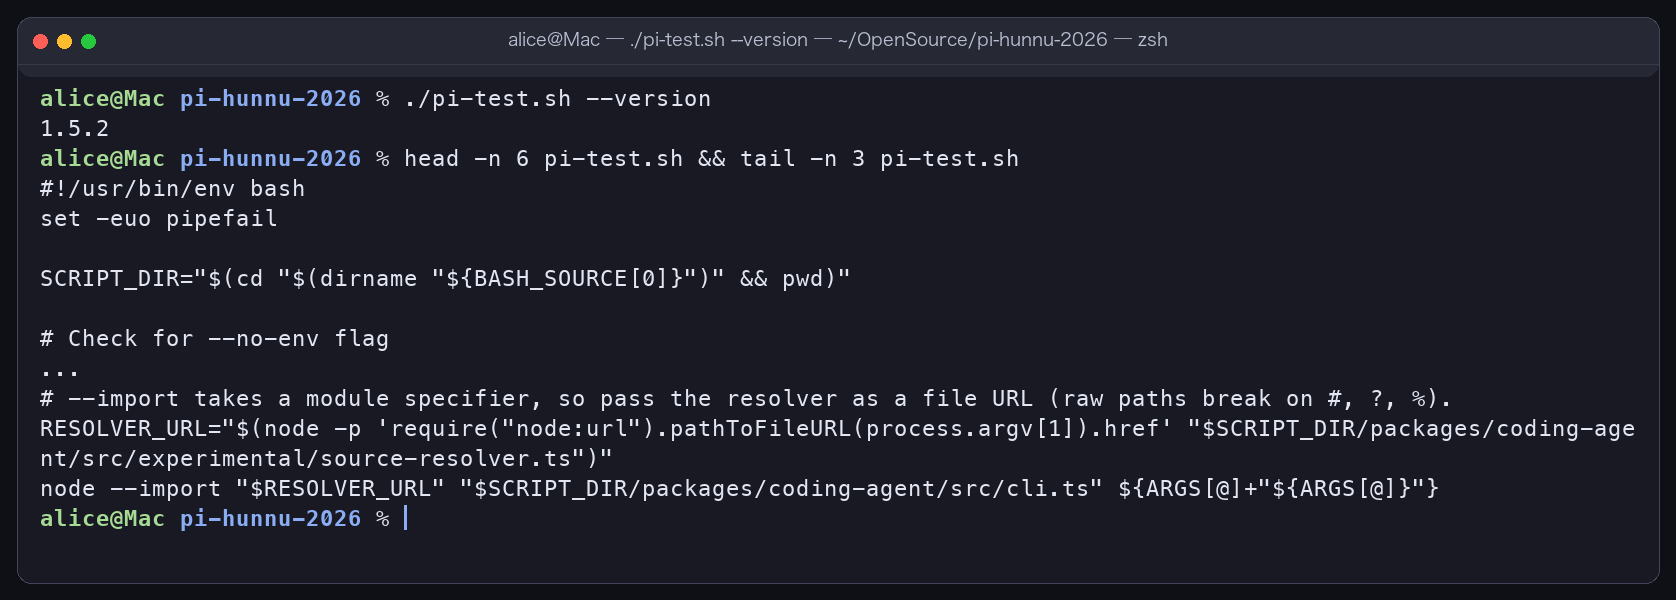 alice@Mac — ./pi-test.sh --version — ~/OpenSource/pi-hunnu-2026 — zsh
alice@Mac pi-hunnu-2026 % ./pi-test.sh --version
1.5.2
alice@Mac pi-hunnu-2026 % head -n 6 pi-test.sh && tail -n 3 pi-test.sh
#!/usr/bin/env bash
set -euo pipefail

SCRIPT_DIR="$(cd "$(dirname "${BASH_SOURCE[0]}")" && pwd)"

# Check for --no-env flag
...
# --import takes a module specifier, so pass the resolver as a file URL (raw paths break on #, ?, %).
RESOLVER_URL="$(node -p 'require("node:url").pathToFileURL(process.argv[1]).href' "$SCRIPT_DIR/packages/coding-age
nt/src/experimental/source-resolver.ts")"
node --import "$RESOLVER_URL" "$SCRIPT_DIR/packages/coding-agent/src/cli.ts" ${ARGS[@]+"${ARGS[@]}"}
alice@Mac pi-hunnu-2026 %